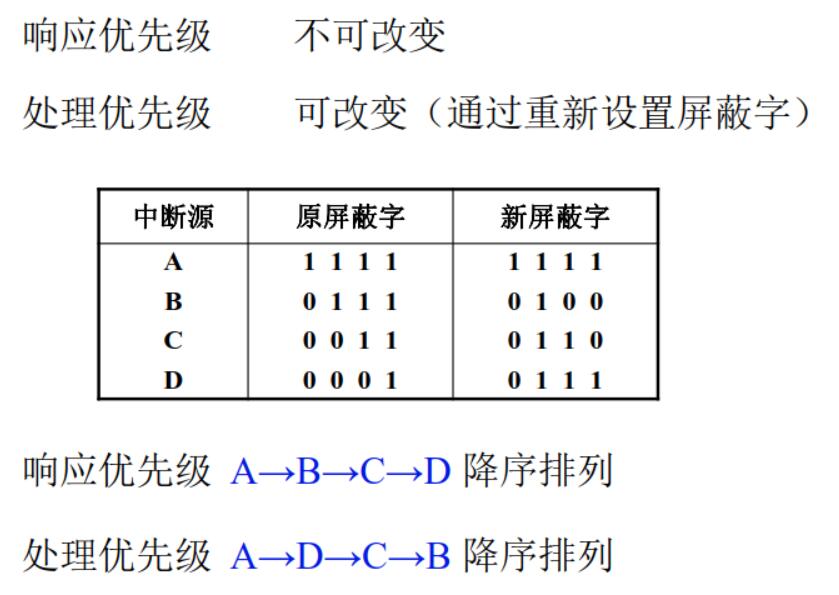 响应优先级 不可改变
处理优先级 可改变（通过重新设置屏蔽字）
中断源 原屏蔽字 新屏蔽字
A 1 1 1 1 1 1 1 1
B 0 1 1 1 0 1 0 0
C 0 0 1 1 0 1 1 0
D 0 0 0 1 0 1 1 1
响应优先级 A→B→C→D 降序排列
处理优先级 A→D→C→B 降序排列